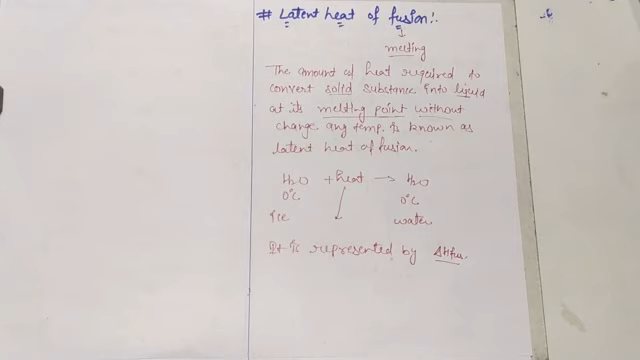 # Latent heat of fusion:.
melting
The amount of heat required to
convert solid substance into liquid
at its melting point without
change any temp. is known as
latent heat of fusion.
H2O + heat → H2O
0°C 0°C
Ice water
It is represented by ΔHfus.